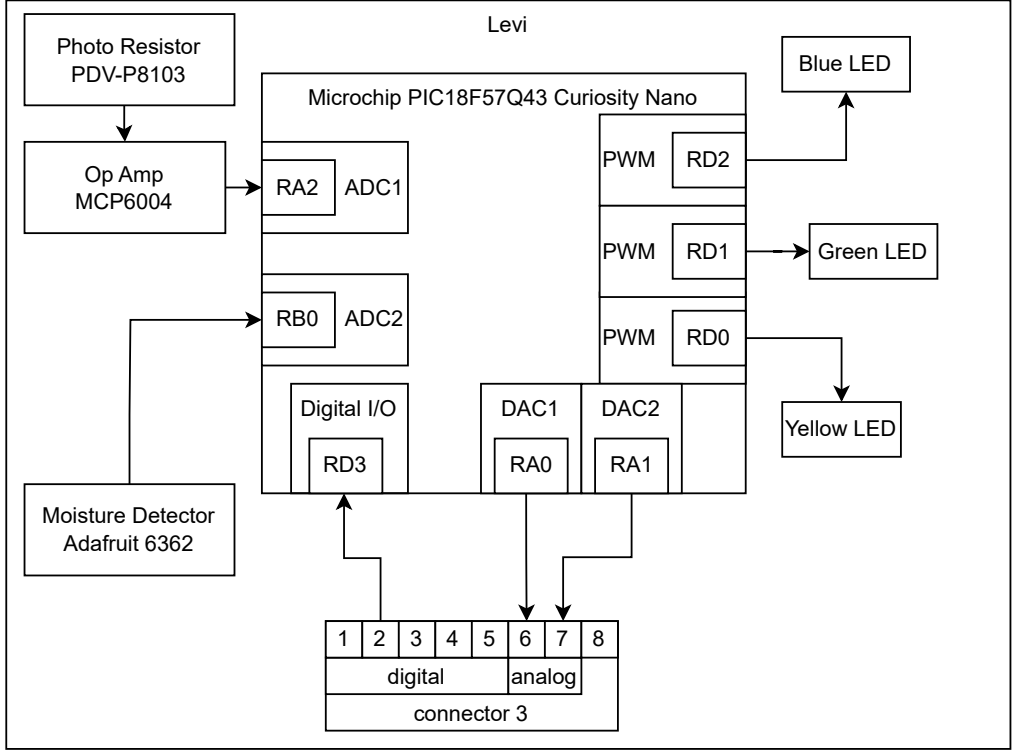 Levi
Photo Resistor
PDV-P8103
Op Amp
MCP6004
Moisture Detector
Adafruit 6362
Microchip PIC18F57Q43 Curiosity Nano
RA2 ADC1
RB0 ADC2
Digital I/O
RD3
DAC1
RA0
DAC2
RA1
PWM RD2
PWM RD1
PWM RD0
Blue LED
Green LED
Yellow LED
1 2 3 4 5 6 7 8
digital analog
connector 3